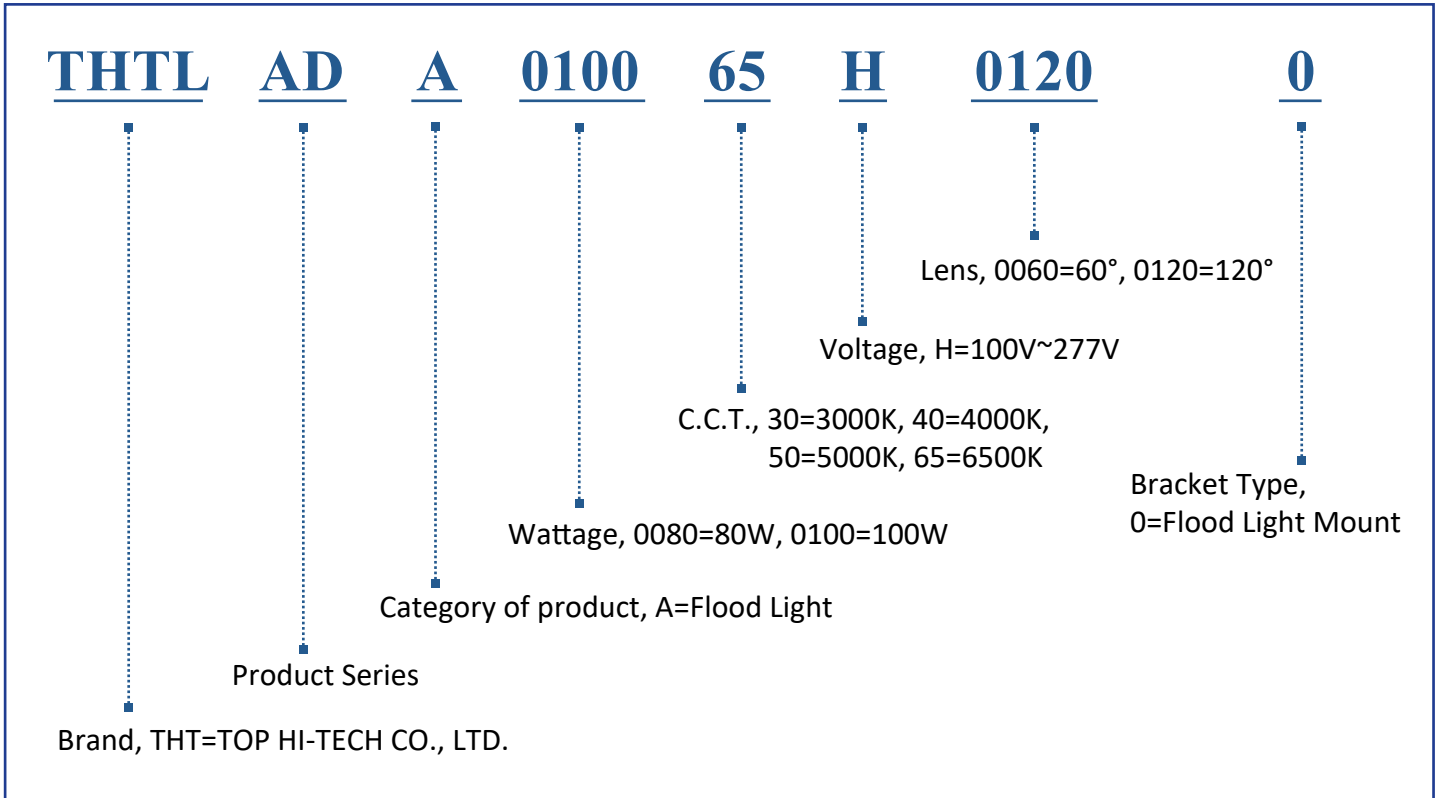 THTL AD A 0100 65 H 0120 0
Lens, 0060=60°, 0120=120°
Voltage, H=100V~277V
C.C.T., 30=3000K, 40=4000K,
50=5000K, 65=6500K
Bracket Type,
0=Flood Light Mount
Wattage, 0080=80W, 0100=100W
Category of product, A=Flood Light
Product Series
Brand, THT=TOP HI-TECH CO., LTD.